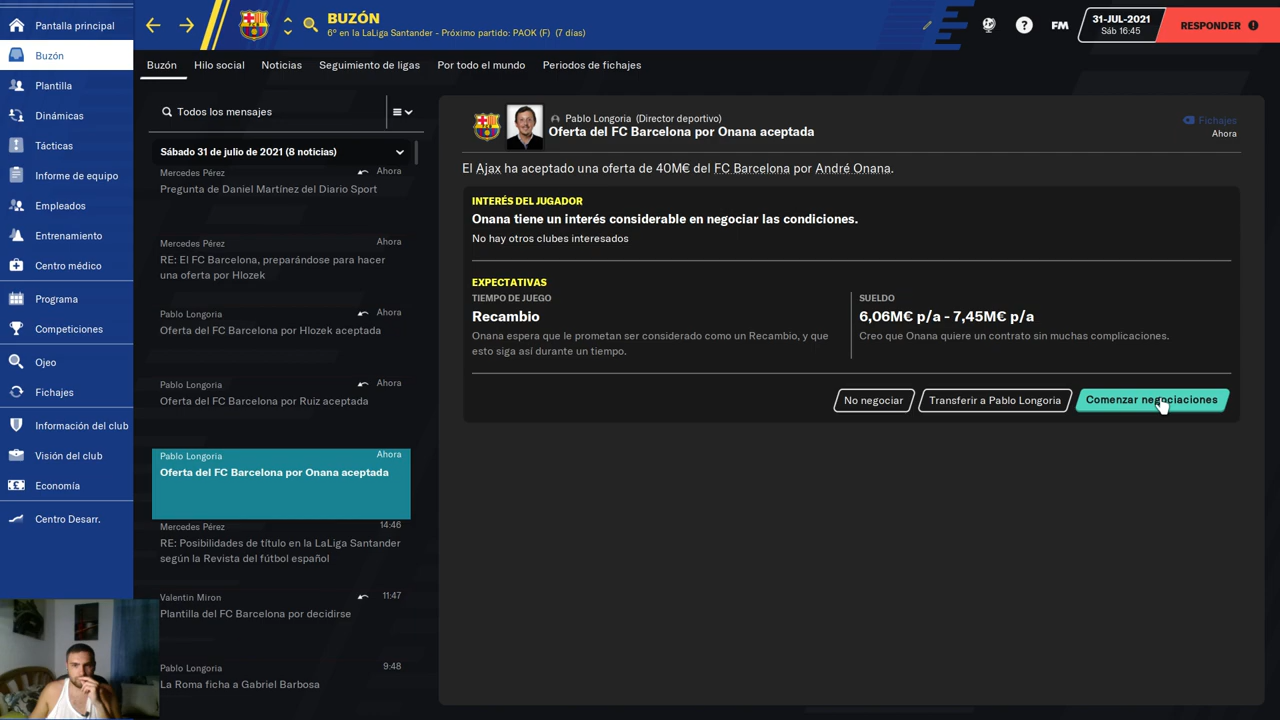 Pantalla principal
Buzón
Plantilla
Dinámicas
Tácticas
Informe de equipo
Empleados
Entrenamiento
Centro médico
Programa
Competiciones
Ojeo
Fichajes
Información del club
Visión del club
Economía
Centro Desarr.
BUZÓN
6º en la LaLiga Santander - Próximo partido: PAOK (F) (7 días)
FM
31-JUL-2021
Sáb 16:45
RESPONDER
Buzón Hilo social Noticias Seguimiento de ligas Por todo el mundo Periodos de fichajes
Todos los mensajes
Sábado 31 de julio de 2021 (8 noticias)
Mercedes Pérez Ahora
Pregunta de Daniel Martínez del Diario Sport
Mercedes Pérez Ahora
RE: El FC Barcelona, preparándose para hacer
una oferta por Hlozek
Pablo Longoria Ahora
Oferta del FC Barcelona por Hlozek aceptada
Pablo Longoria Ahora
Oferta del FC Barcelona por Ruiz aceptada
Pablo Longoria Ahora
Oferta del FC Barcelona por Onana aceptada
Mercedes Pérez 14:46
RE: Posibilidades de título en la LaLiga Santander
según la Revista del fútbol español
Valentin Miron 11:47
Plantilla del FC Barcelona por decidirse
Pablo Longoria 9:48
La Roma ficha a Gabriel Barbosa
Pablo Longoria (Director deportivo)
Oferta del FC Barcelona por Onana aceptada
Fichajes
Ahora
El Ajax ha aceptado una oferta de 40M€ del FC Barcelona por André Onana.
INTERÉS DEL JUGADOR
Onana tiene un interés considerable en negociar las condiciones.
No hay otros clubes interesados
EXPECTATIVAS
TIEMPO DE JUEGO
Recambio
Onana espera que le prometan ser considerado como un Recambio, y que
esto siga así durante un tiempo.
SUELDO
6,06M€ p/a - 7,45M€ p/a
Creo que Onana quiere un contrato sin muchas complicaciones.
No negociar Transferir a Pablo Longoria Comenzar negociaciones